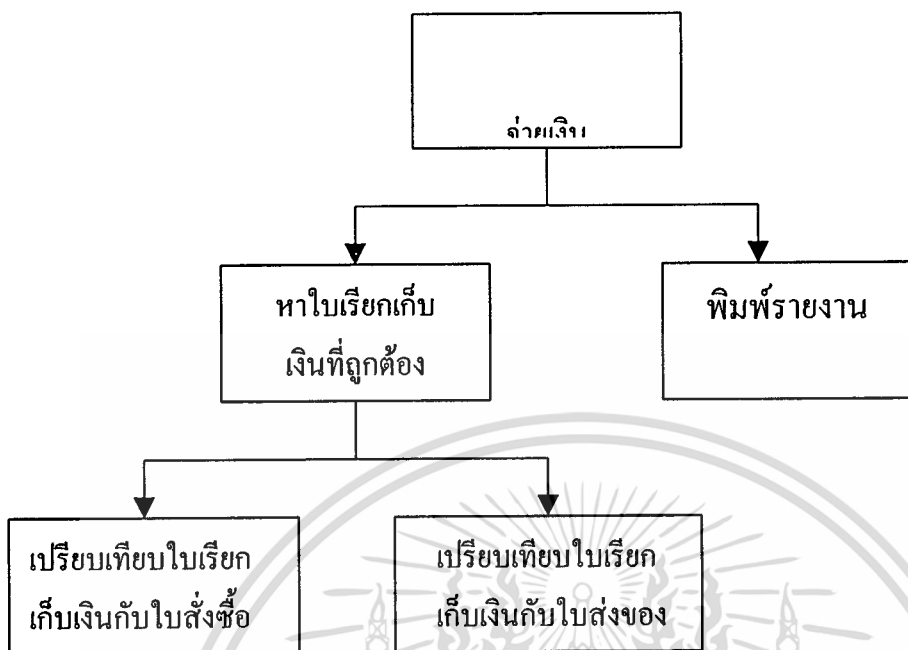 จ่ายเงิน
หาใบเรียกเก็บ
เงินที่ถูกต้อง
พิมพ์รายงาน
เปรียบเทียบใบเรียก
เก็บเงินกับใบสั่งซื้อ
เปรียบเทียบใบเรียก
เก็บเงินกับใบส่งของ